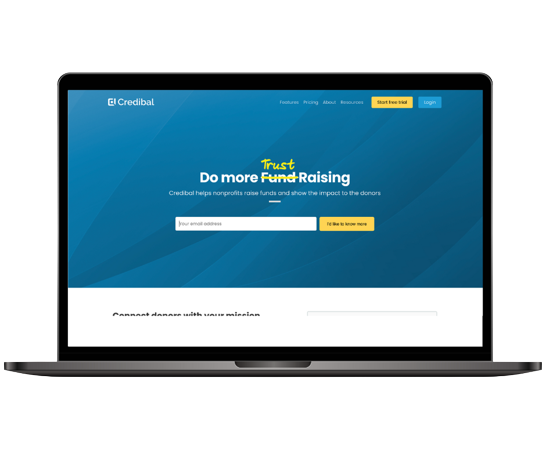 Credibal
Features Pricing About Resources Start free trial Login
Trust
Do more Fund Raising
Credibal helps nonprofits raise funds and show the impact to the donors
Your email address
I'd like to know more
Connect donors with your mission